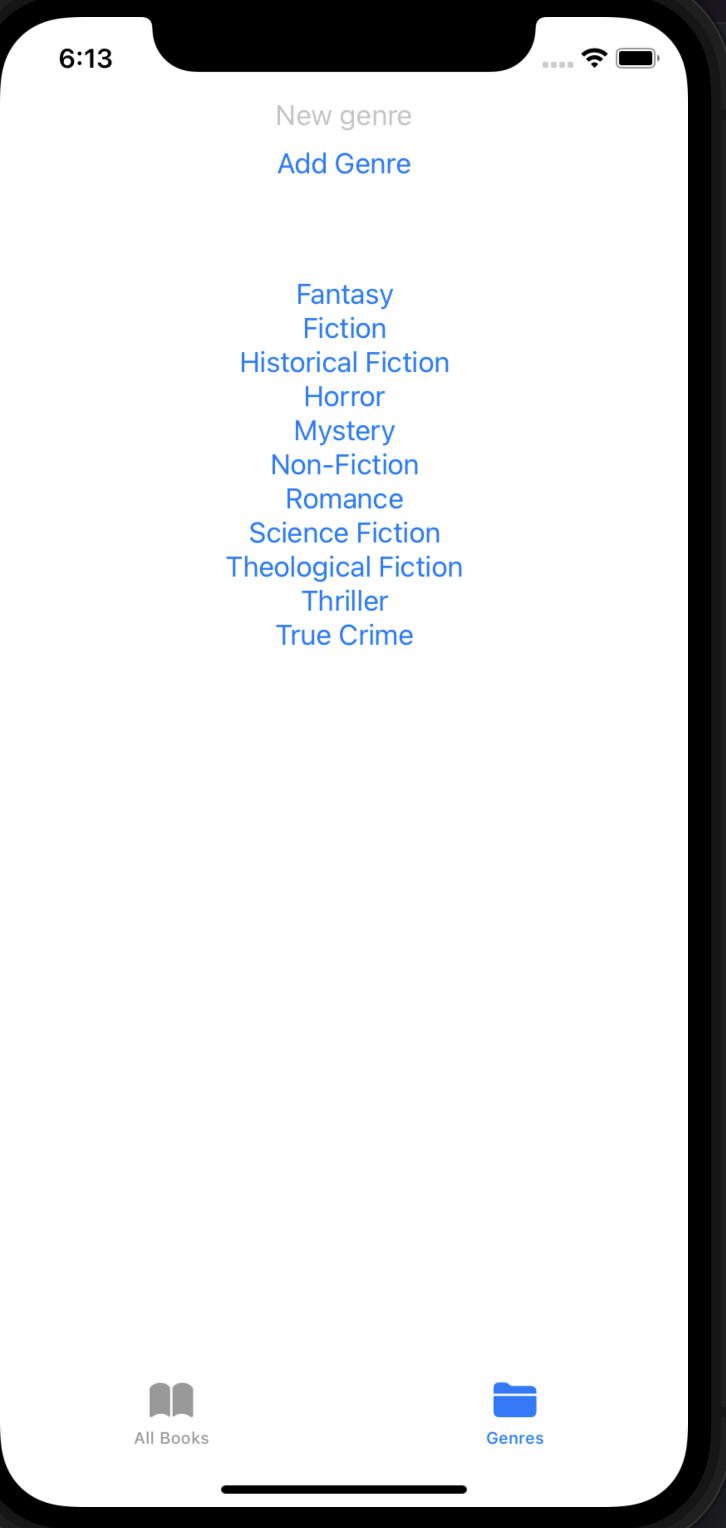 6:13
New genre
Add Genre
Fantasy
Fiction
Historical Fiction
Horror
Mystery
Non-Fiction
Romance
Science Fiction
Theological Fiction
Thriller
True Crime
All Books
Genres